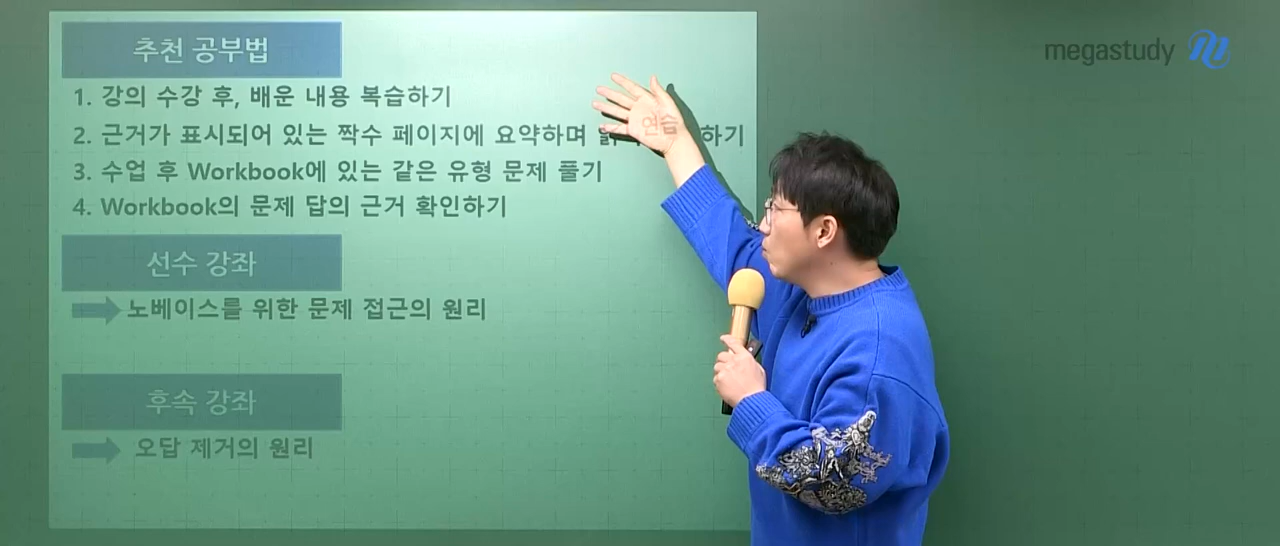 megastudy
추천 공부법
1. 강의 수강 후, 배운 내용 복습하기
2. 근거가 표시되어 있는 짝수 페이지에 요약하며 연습하기
3. 수업 후 Workbook에 있는 같은 유형 문제 풀기
4. Workbook의 문제 답의 근거 확인하기
선수 강좌
노베이스를 위한 문제 접근의 원리
후속 강좌
오답 제거의 원리